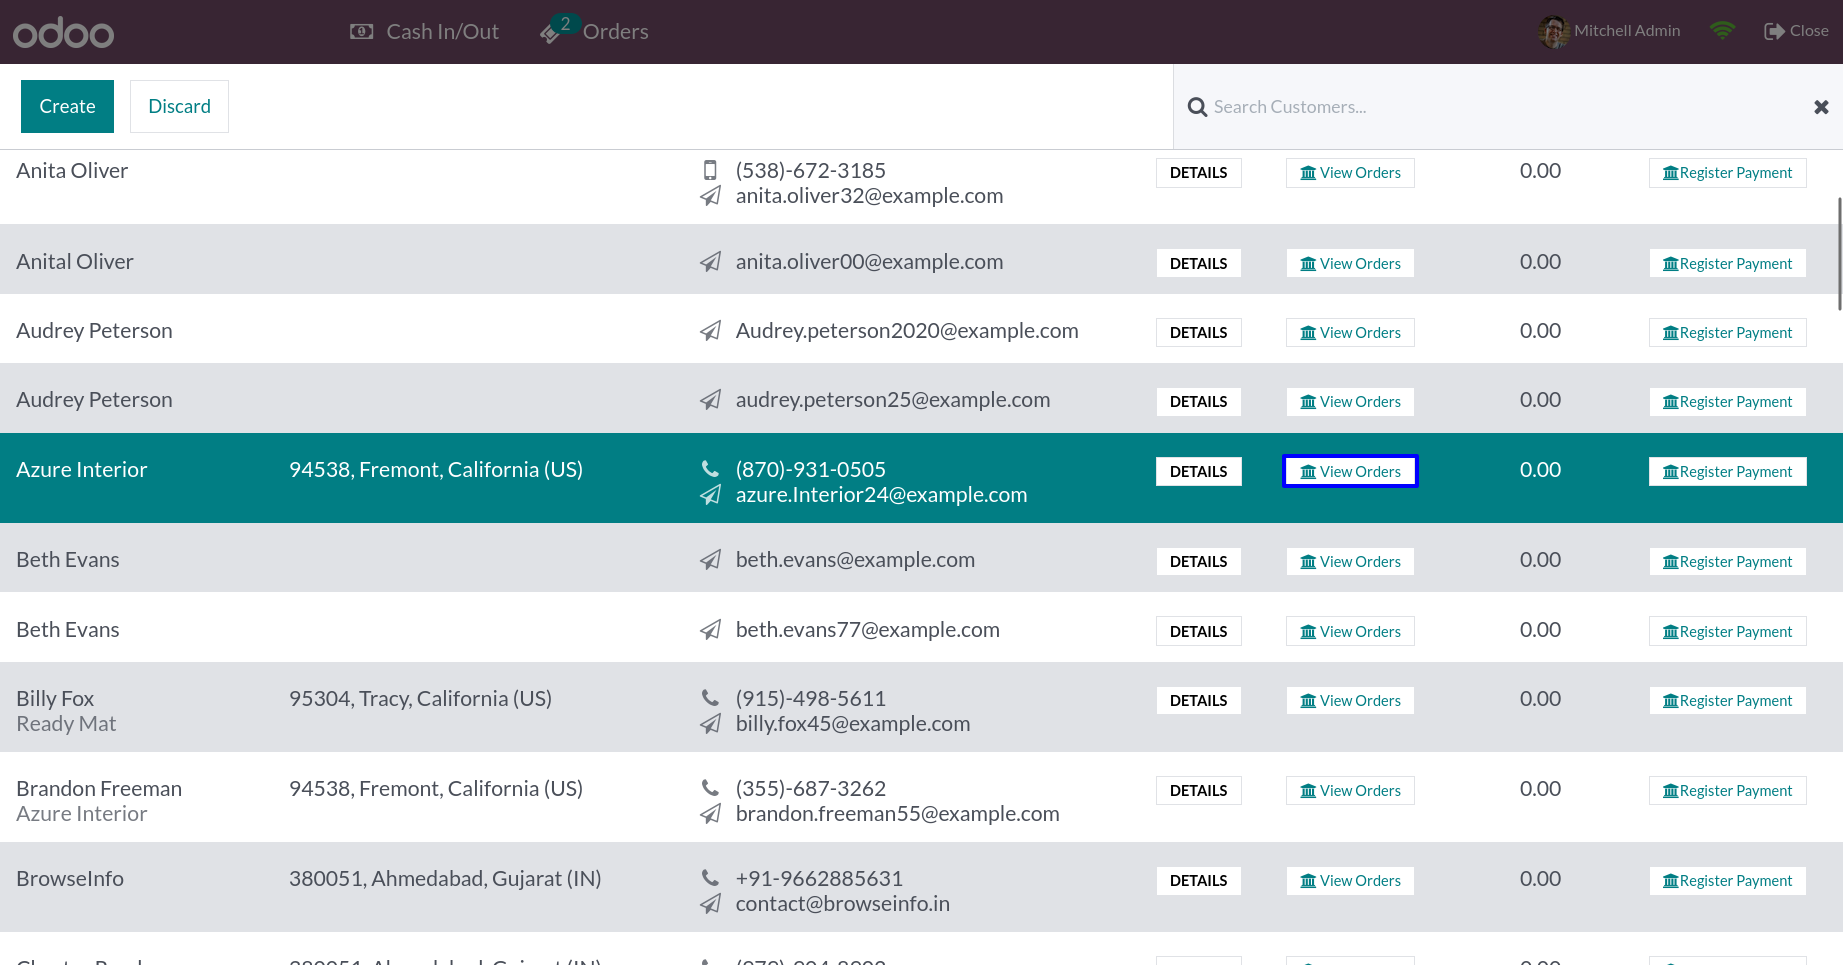 odoo Cash In/Out 2 Orders Mitchell Admin Close
Create Discard Search Customers...
Anita Oliver (538)-672-3185 DETAILS View Orders 0.00 Register Payment
anita.oliver32@example.com
Anital Oliver anita.oliver00@example.com DETAILS View Orders 0.00 Register Payment
Audrey Peterson Audrey.peterson2020@example.com DETAILS View Orders 0.00 Register Payment
Audrey Peterson audrey.peterson25@example.com DETAILS View Orders 0.00 Register Payment
Azure Interior 94538, Fremont, California (US) (870)-931-0505 DETAILS View Orders 0.00 Register Payment
azure.Interior24@example.com
Beth Evans beth.evans@example.com DETAILS View Orders 0.00 Register Payment
Beth Evans beth.evans77@example.com DETAILS View Orders 0.00 Register Payment
Billy Fox 95304, Tracy, California (US) (915)-498-5611 DETAILS View Orders 0.00 Register Payment
Ready Mat billy.fox45@example.com
Brandon Freeman 94538, Fremont, California (US) (355)-687-3262 DETAILS View Orders 0.00 Register Payment
Azure Interior brandon.freeman55@example.com
BrowseInfo 380051, Ahmedabad, Gujarat (IN) +91-9662885631 DETAILS View Orders 0.00 Register Payment
contact@browseinfo.in